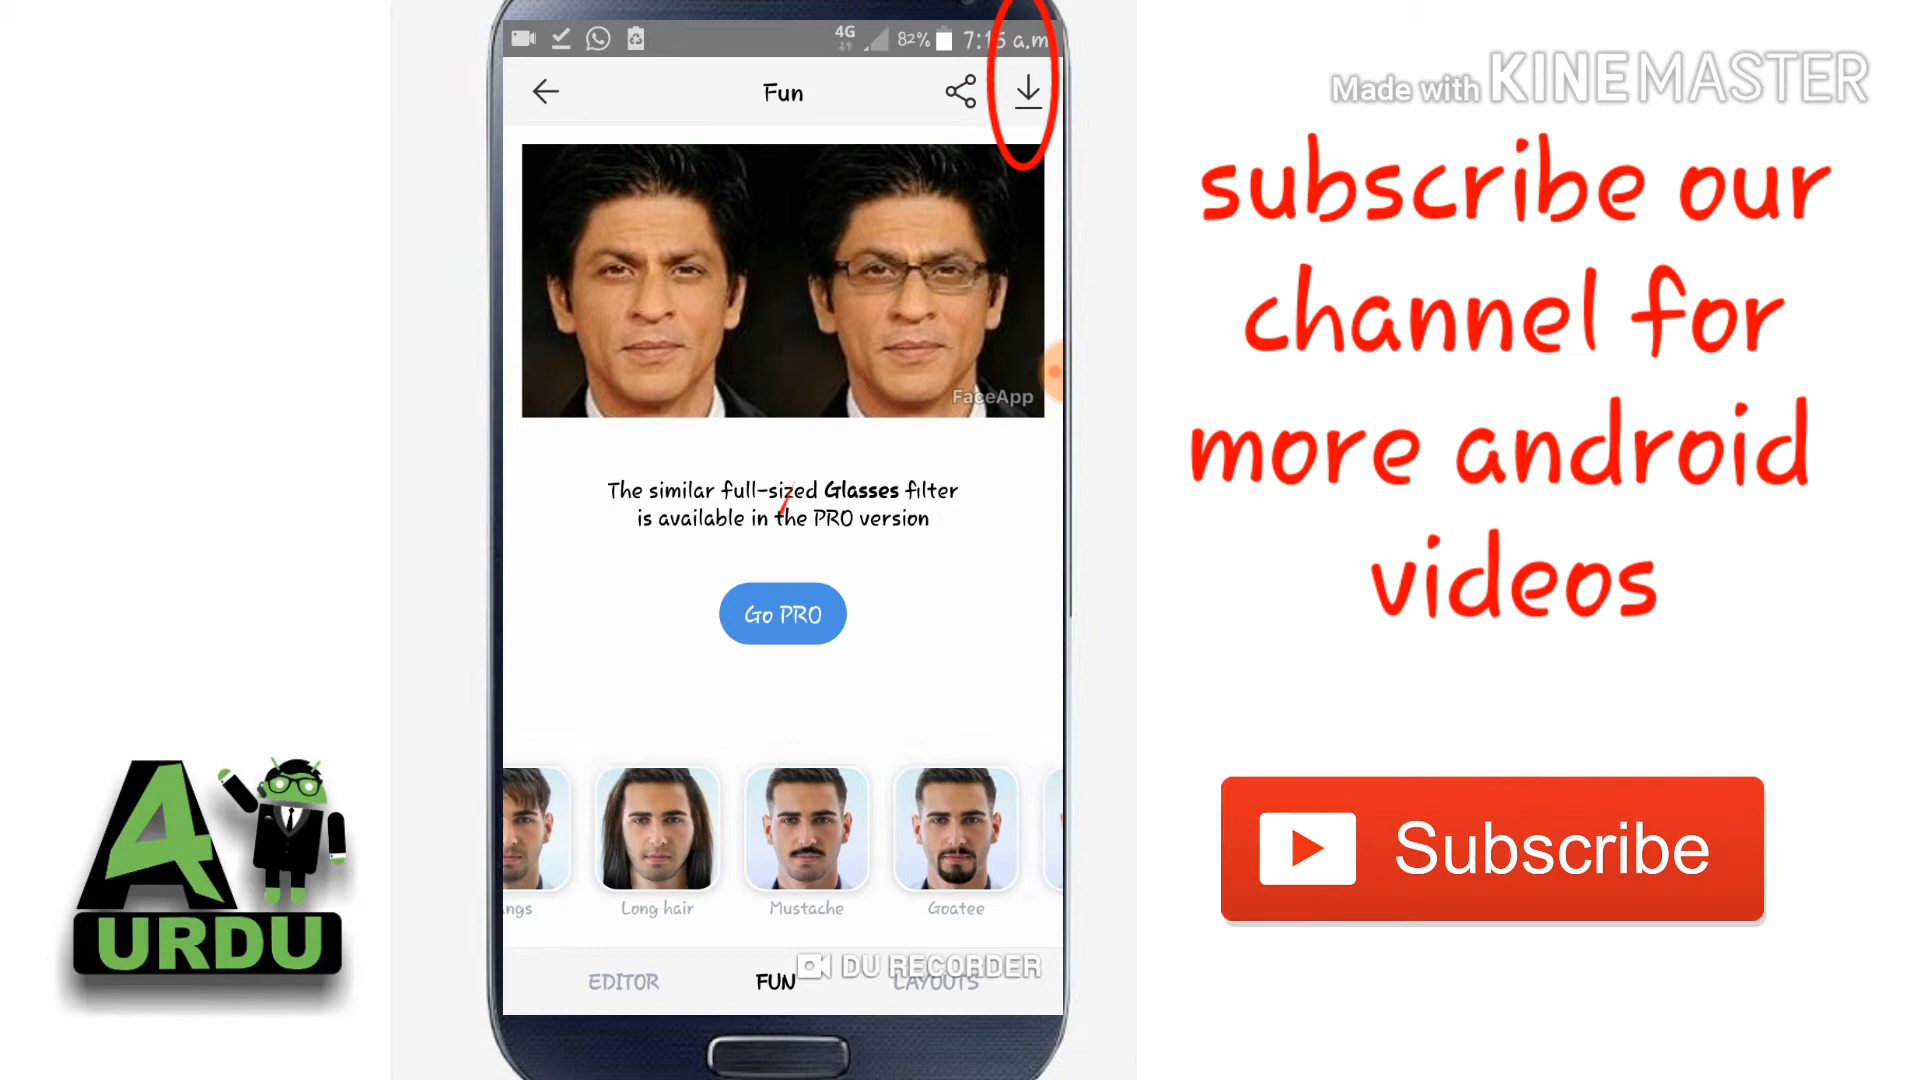 4G 82% 7:15 a.m
Fun
FaceApp
The similar full-sized Glasses filter
is available in the PRO version
Go PRO
ngs
Long hair
Mustache
Goatee
EDITOR
FUN
LAYOUTS
DU RECORDER
Made with KINEMASTER
subscribe our
channel for
more android
videos
Subscribe
A4
URDU